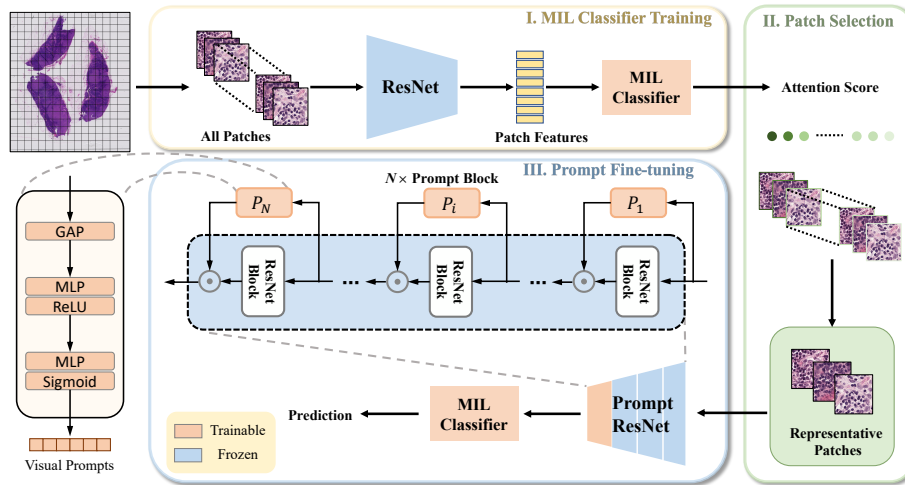 I. MIL Classifier Training
All Patches
ResNet
Patch Features
MIL
Classifier
II. Patch Selection
Attention Score
Representative
Patches
III. Prompt Fine-tuning
N × Prompt Block
P_N
P_i
P_1
ResNet
Block
...
ResNet
Block
...
ResNet
Block
Prompt
ResNet
MIL
Classifier
Prediction
Trainable
Frozen
GAP
MLP
ReLU
MLP
Sigmoid
Visual Prompts